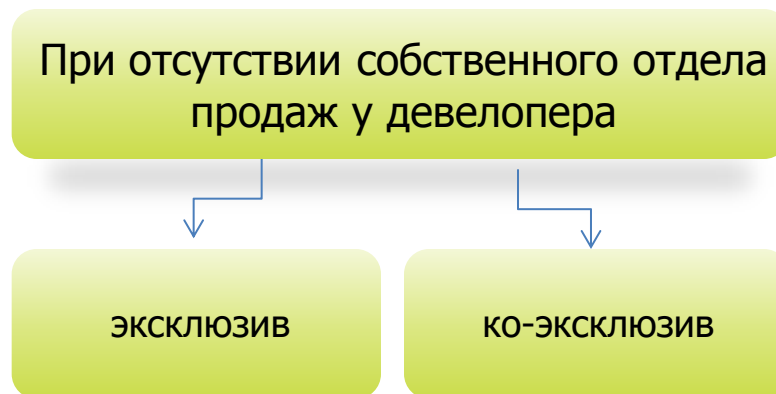 При отсутствии собственного отдела
продаж у девелопера
эксклюзив
ко-эксклюзив